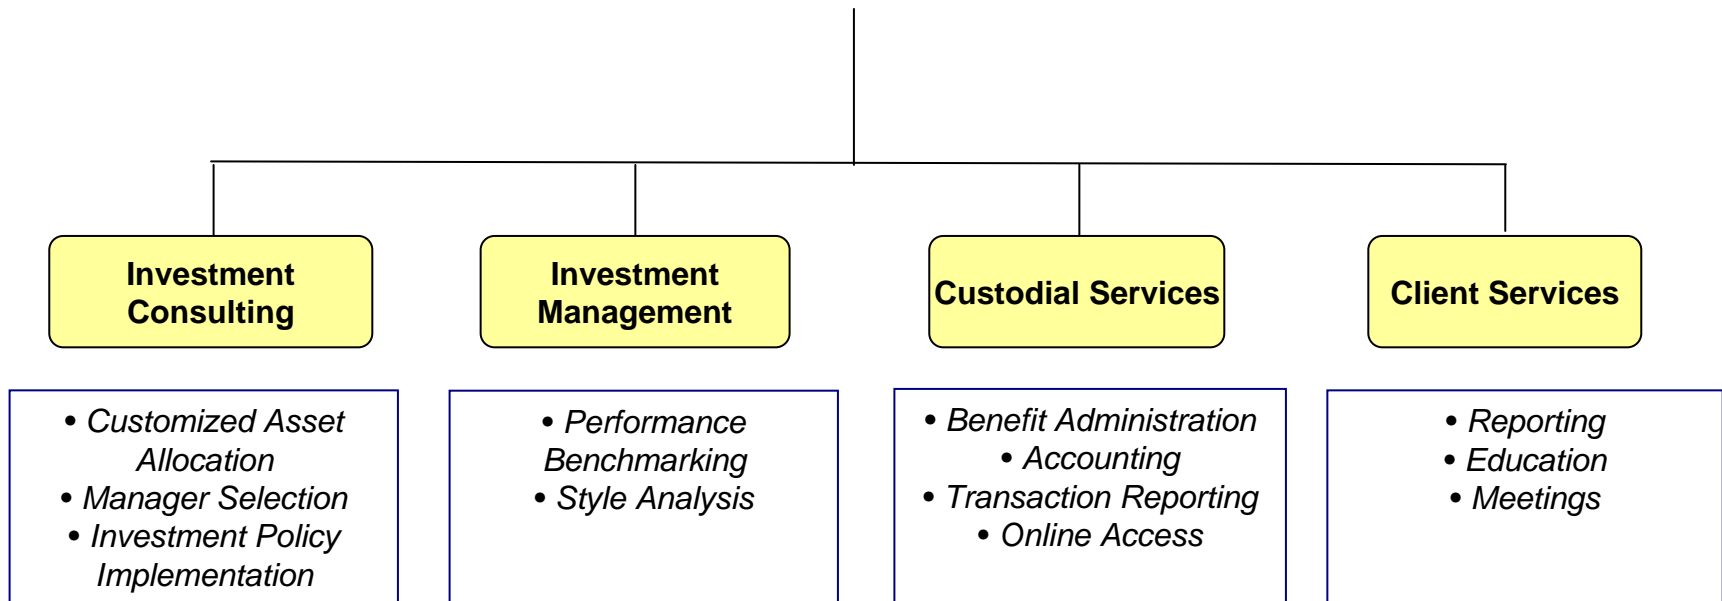 Investment
Consulting
Investment
Management
Custodial Services
Client Services
• Customized Asset
Allocation
• Manager Selection
• Investment Policy
Implementation
• Performance
Benchmarking
• Style Analysis
• Benefit Administration
• Accounting
• Transaction Reporting
• Online Access
• Reporting
• Education
• Meetings